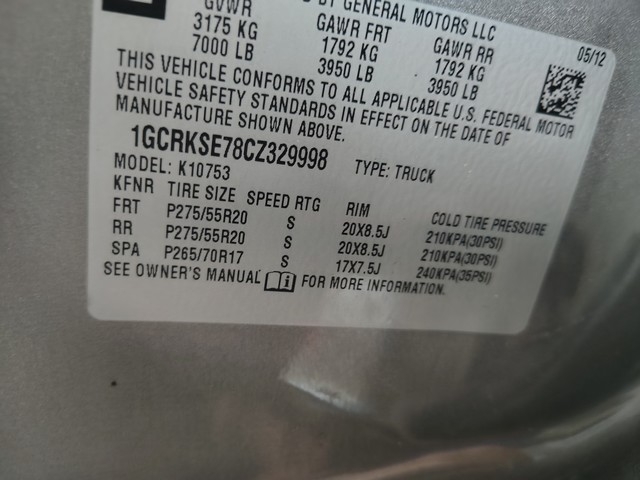 BY GENERAL MOTORS LLC
GVWR GAWR FRT GAWR RR 05/12
3175 KG 1792 KG 1792 KG
7000 LB 3950 LB 3950 LB
THIS VEHICLE CONFORMS TO ALL APPLICABLE U.S. FEDERAL MOTOR
VEHICLE SAFETY STANDARDS IN EFFECT ON THE DATE OF
MANUFACTURE SHOWN ABOVE.
1GCRKSE78CZ329998
MODEL: K10753 TYPE: TRUCK
KFNR TIRE SIZE SPEED RTG RIM COLD TIRE PRESSURE
FRT P275/55R20 S 20X8.5J 210KPA(30PSI)
RR P275/55R20 S 20X8.5J 210KPA(30PSI)
SPA P265/70R17 S 17X7.5J 240KPA(35PSI)
SEE OWNER'S MANUAL FOR MORE INFORMATION.